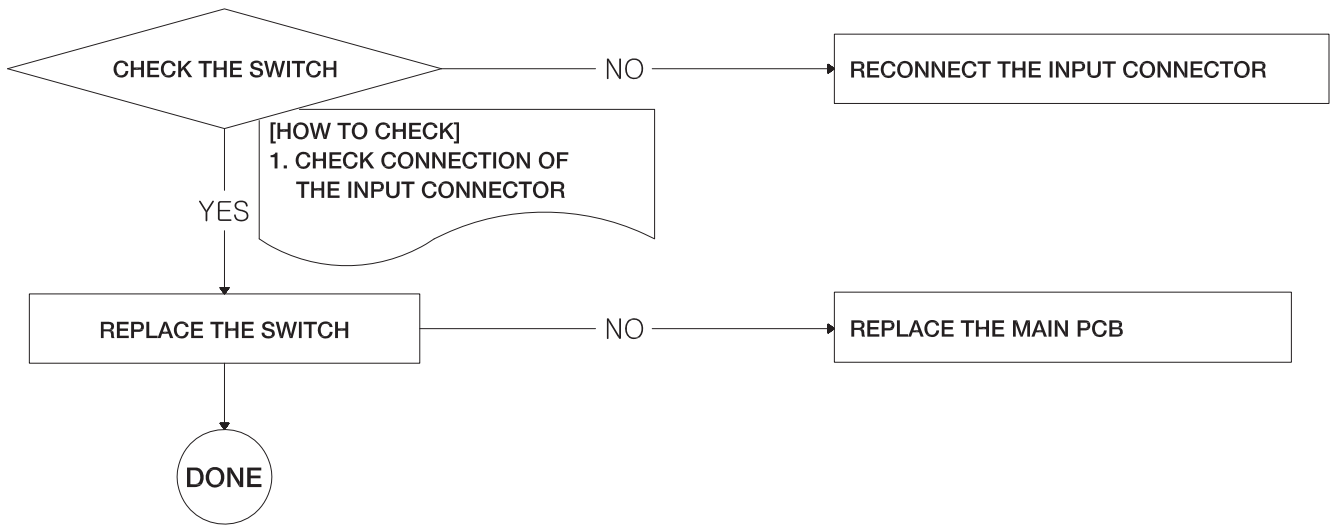 CHECK THE SWITCH
NO
RECONNECT THE INPUT CONNECTOR
[HOW TO CHECK]
1. CHECK CONNECTION OF
THE INPUT CONNECTOR
YES
REPLACE THE SWITCH
NO
REPLACE THE MAIN PCB
DONE